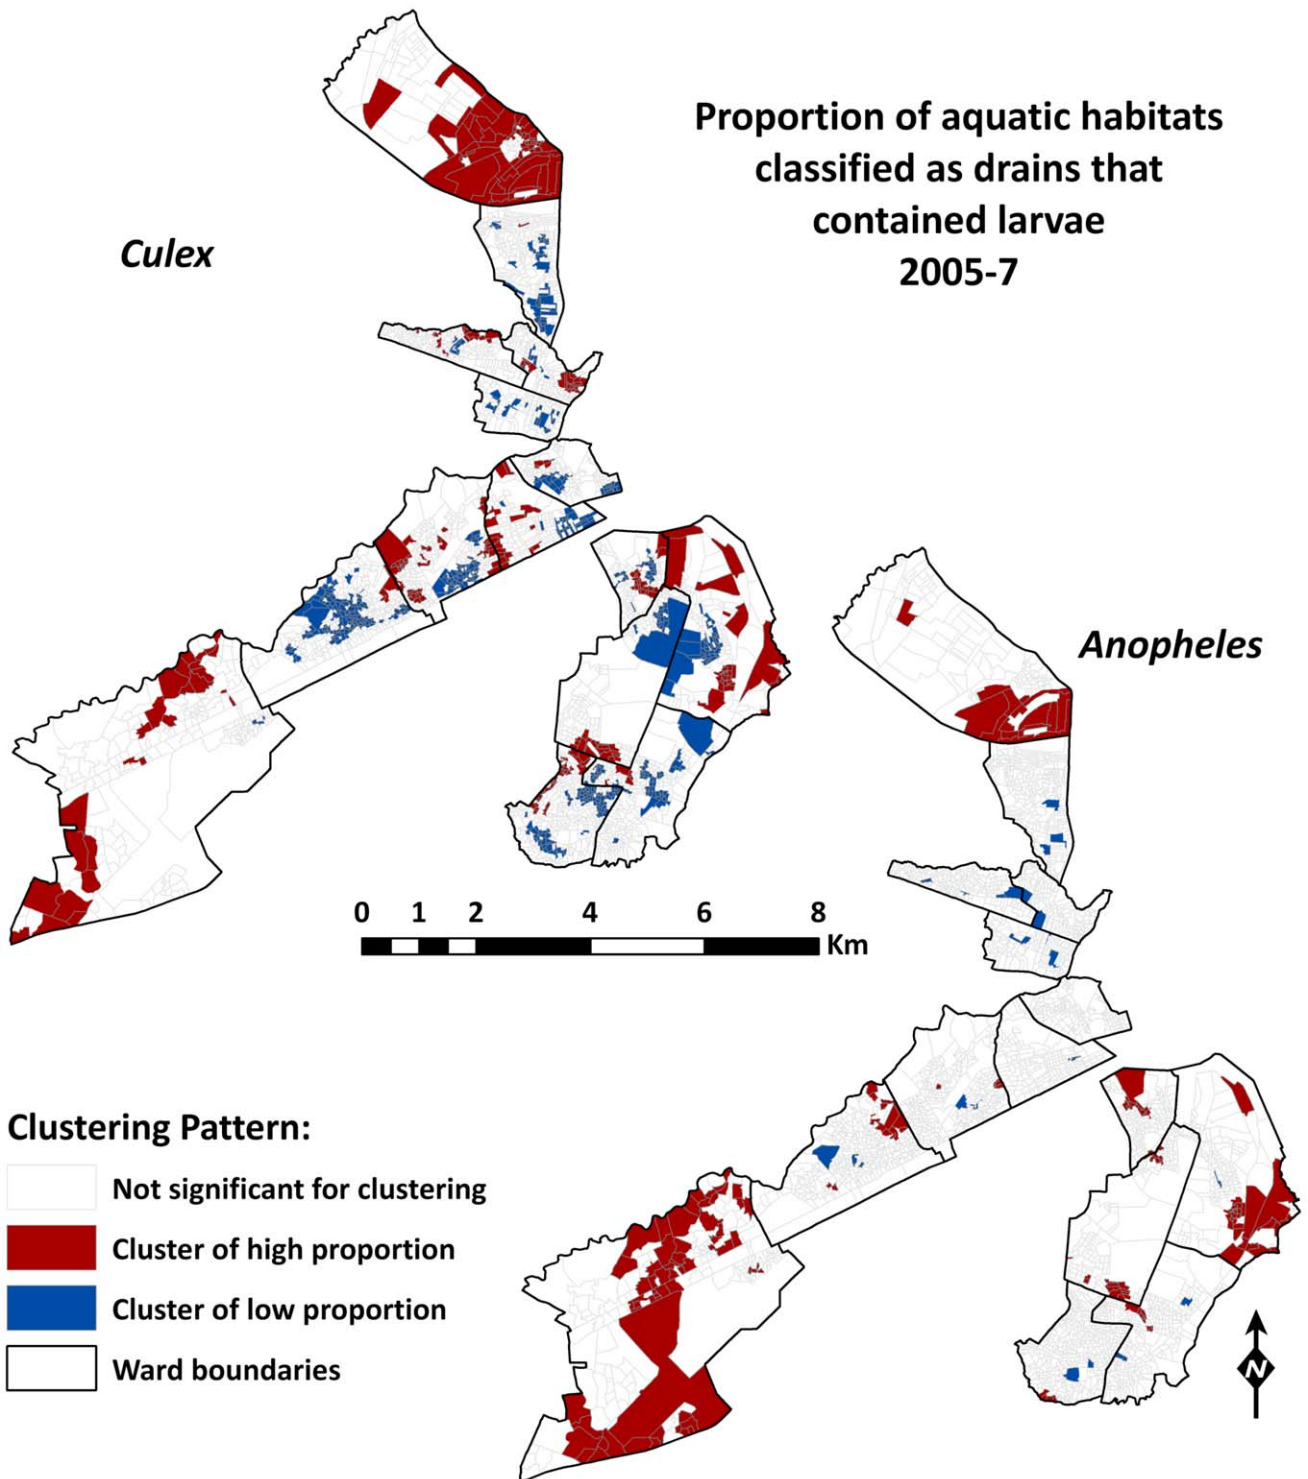 Proportion of aquatic habitats
classified as drains that
contained larvae
2005-7
Culex
Anopheles
0 1 2 4 6 8
Km
Clustering Pattern:
Not significant for clustering
Cluster of high proportion
Cluster of low proportion
Ward boundaries
N